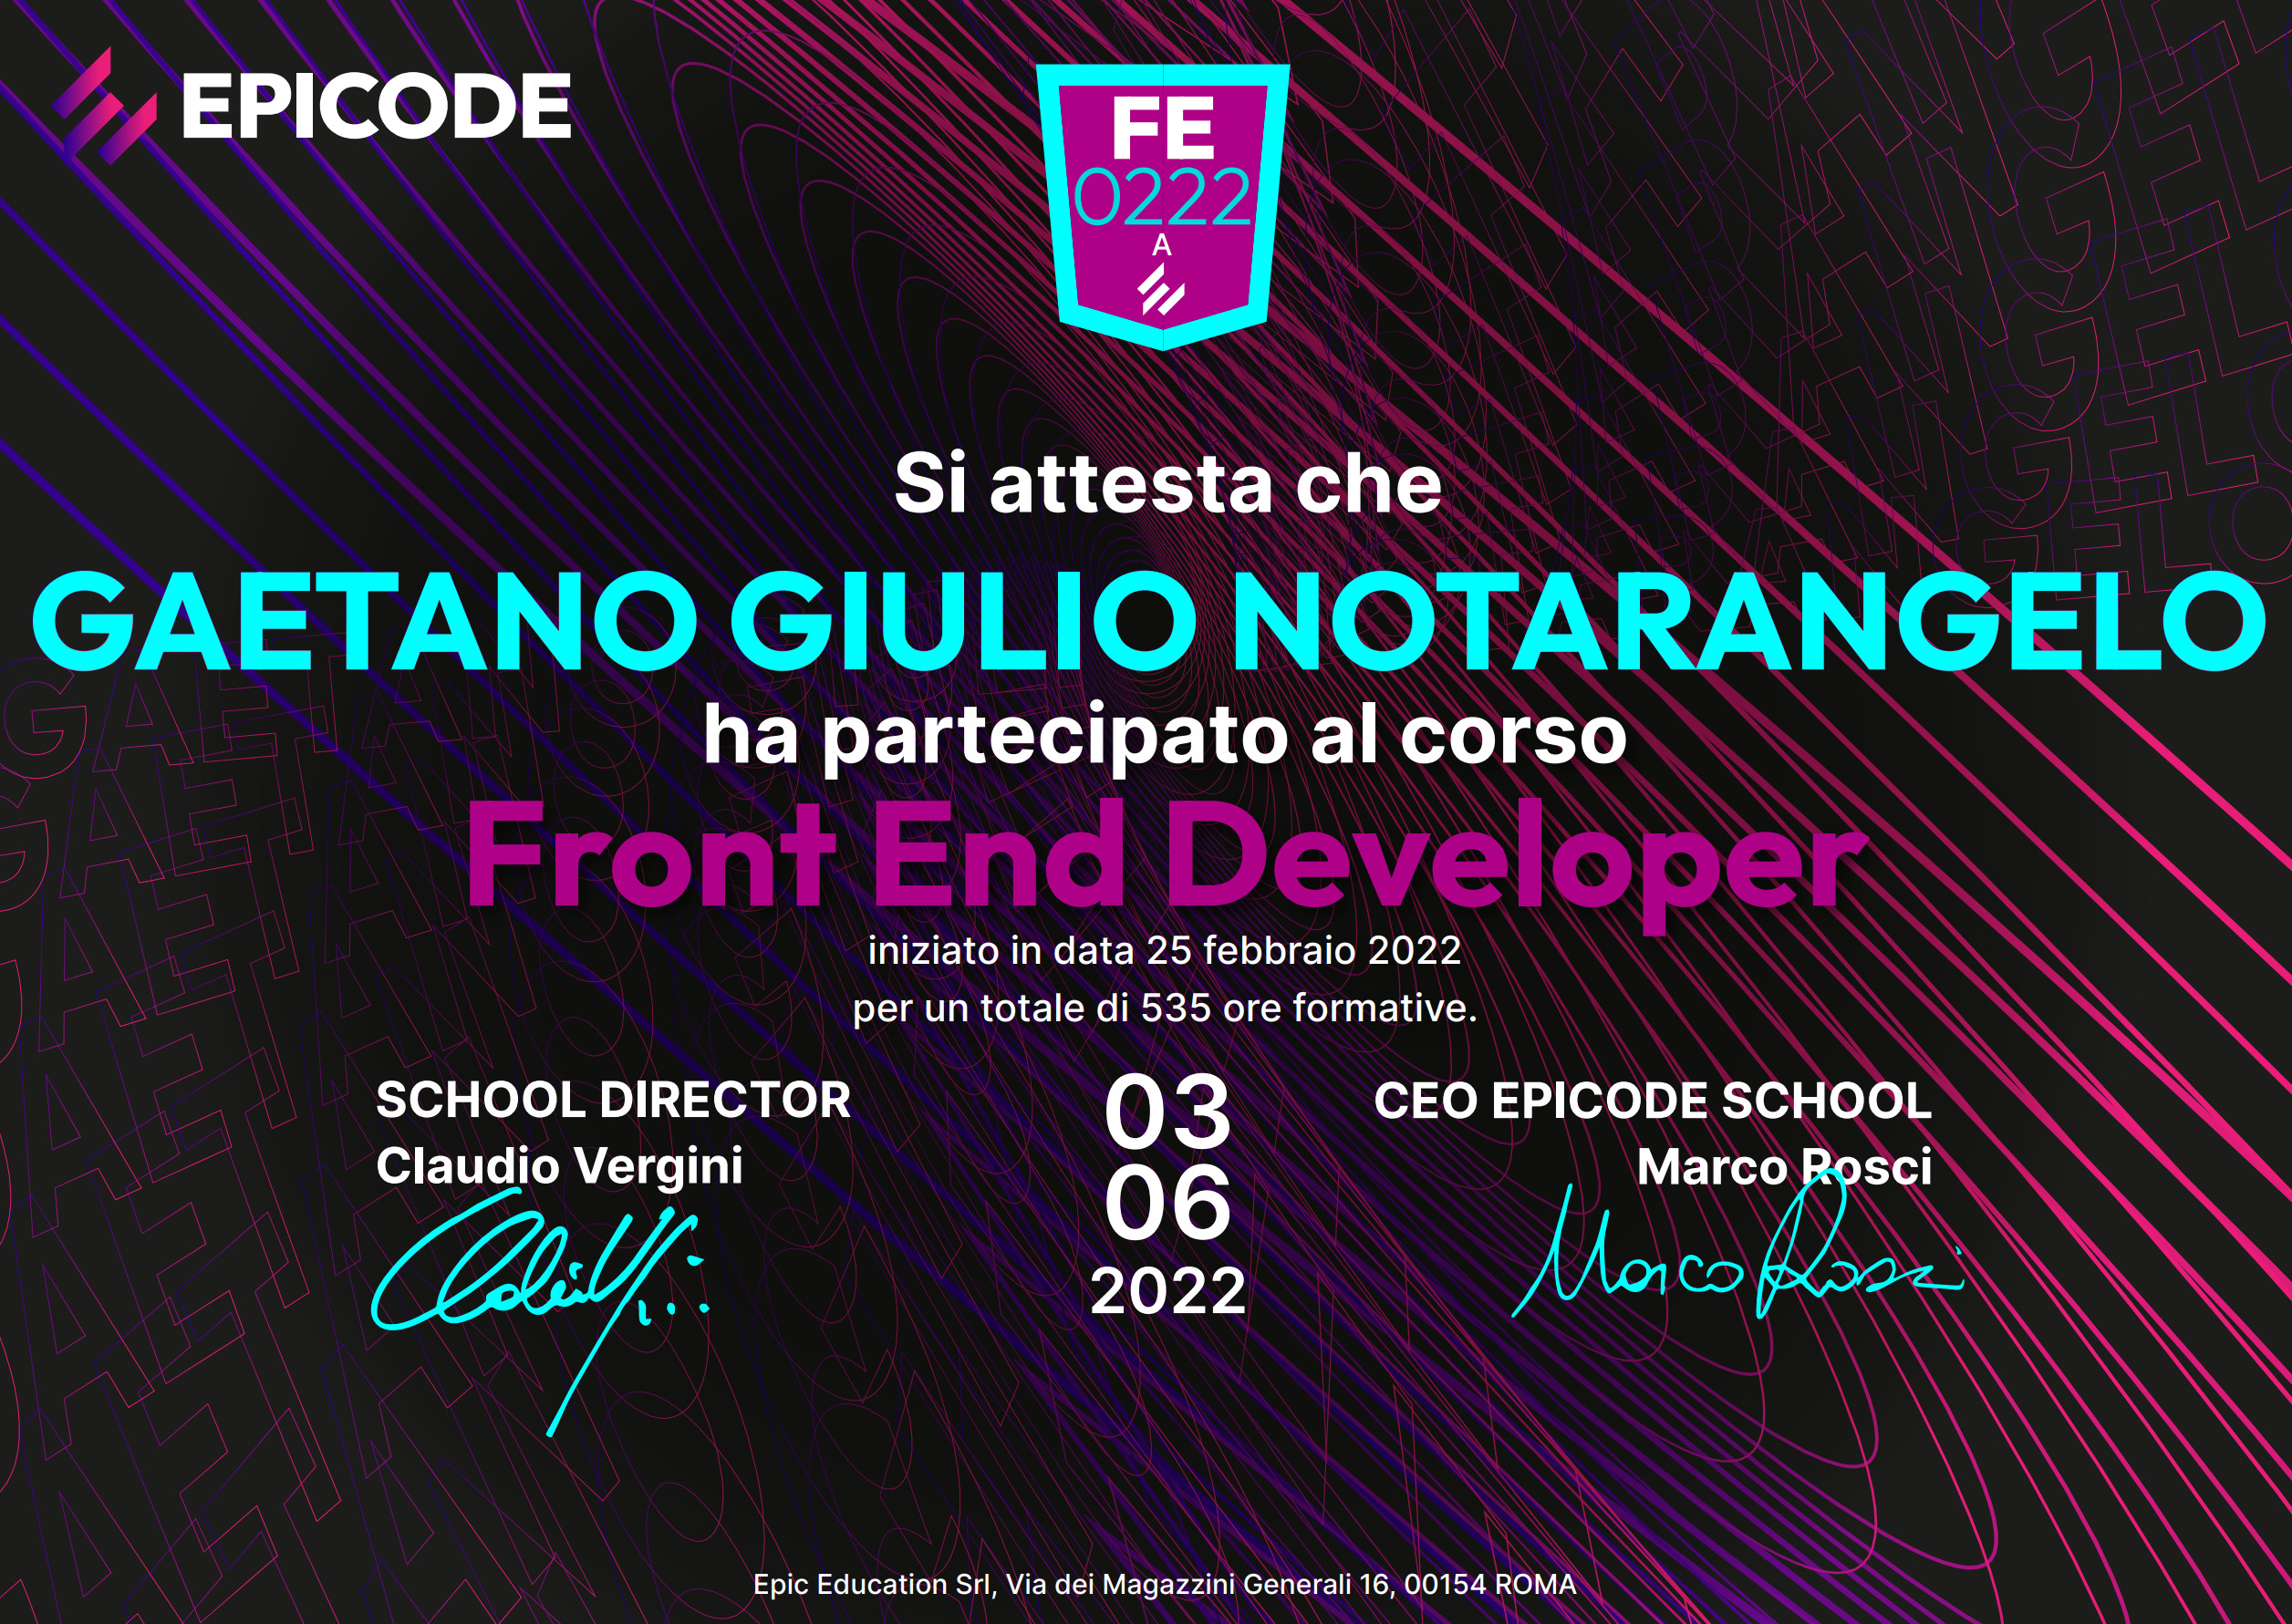 EPICODE
FE
0222
A
Si attesta che
GAETANO GIULIO NOTARANGELO
ha partecipato al corso
Front End Developer
iniziato in data 25 febbraio 2022
per un totale di 535 ore formative.
SCHOOL DIRECTOR
Claudio Vergini
03
06
2022
CEO EPICODE SCHOOL
Marco Rosci
Marco Rosci
Epic Education Srl, Via dei Magazzini Generali 16, 00154 ROMA